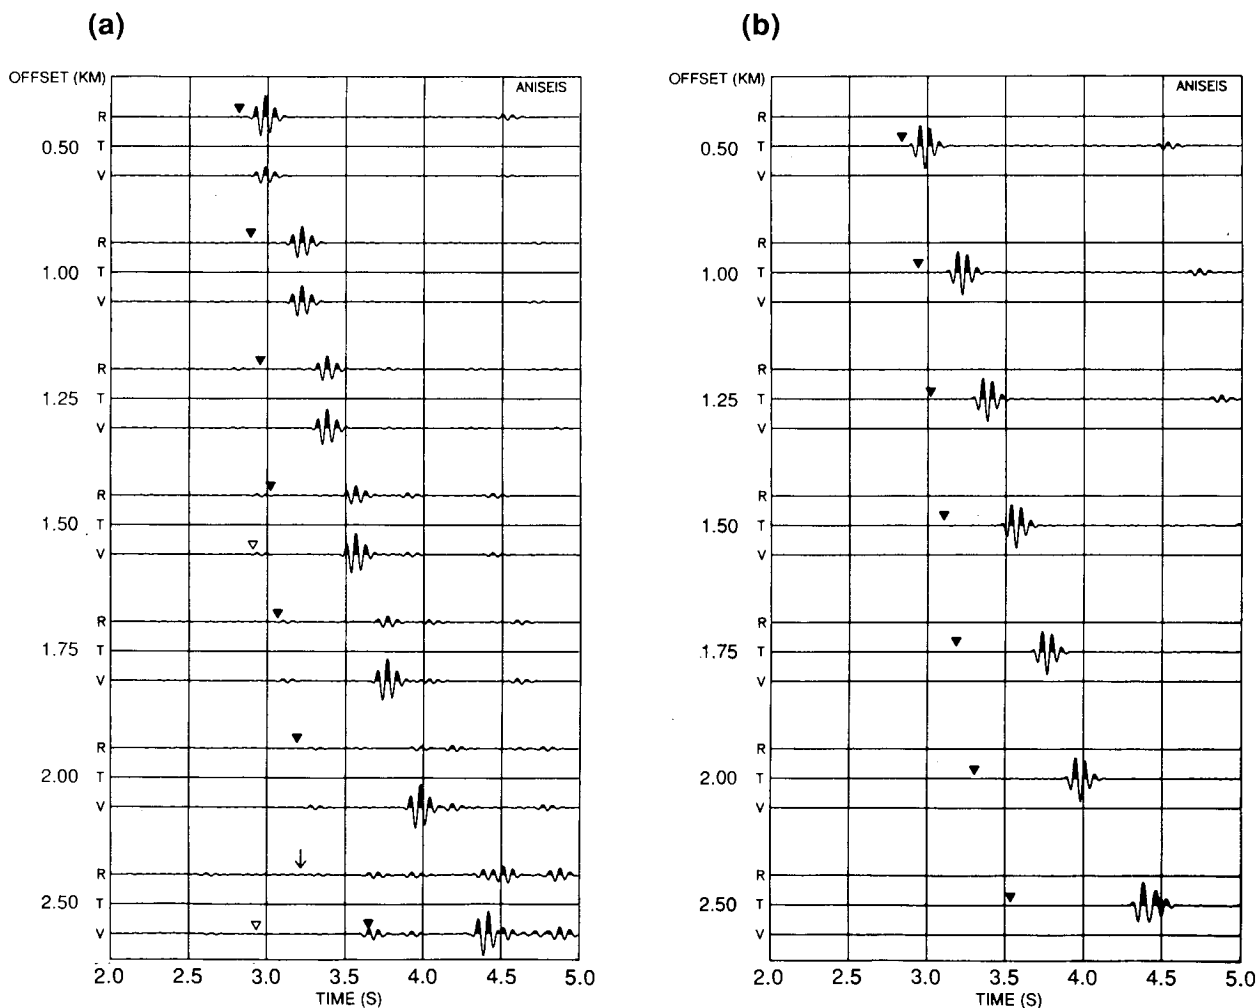 (a)
OFFSET (KM)
ANISEIS
R
0.50 T
V
R
1.00 T
V
R
1.25 T
V
R
1.50 T
V
R
1.75 T
V
R
2.00 T
V
R
2.50 T
V
2.0 3.0 3.5 4.0 4.5 5.0
TIME (S)
(b)
OFFSET (KM)
ANISEIS
R
0.50 T
V
R
1.00 T
V
R
1.25 T
V
R
1.50 T
V
R
1.75 T
V
R
2.00 T
V
R
2.50 T
V
2.0 2.5 3.0 3.5 4.0 4.5 5.0
TIME (S)